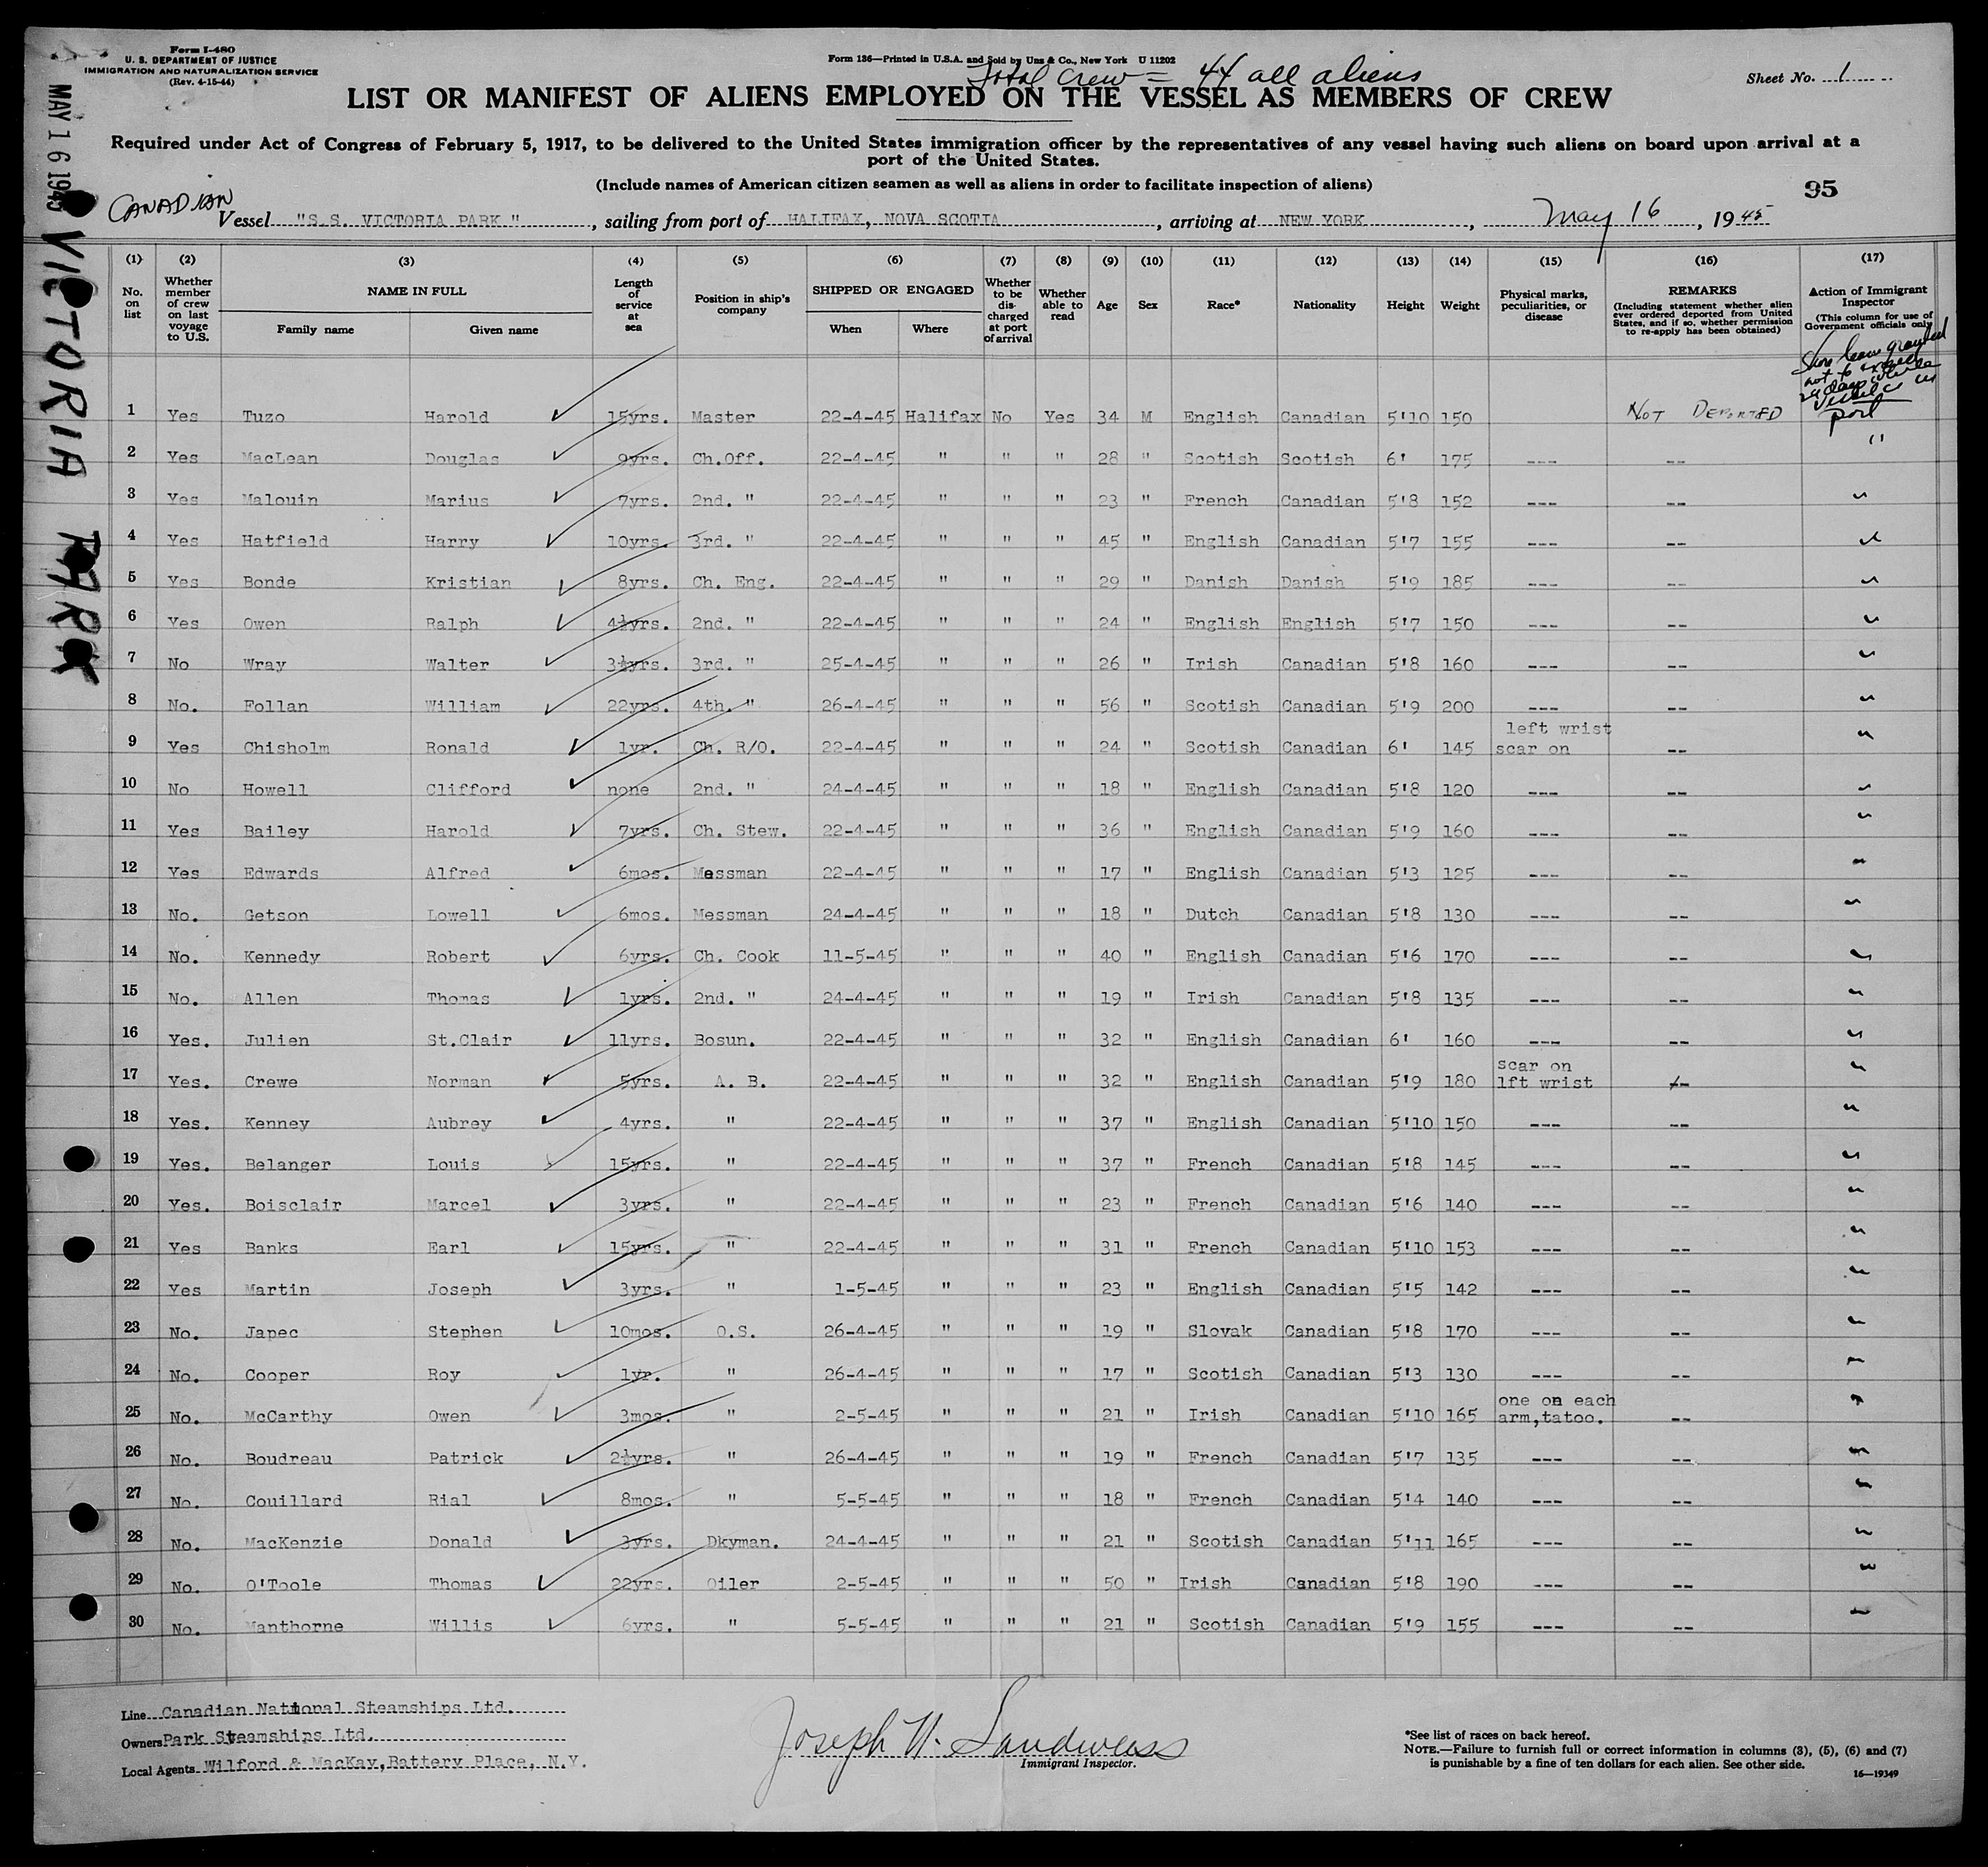 Form I-480
U. S. DEPARTMENT OF JUSTICE
IMMIGRATION AND NATURALIZATION SERVICE
(Rev. 4-15-44)
Form 136—Printed in U.S.A. and Sold by Unz & Co., New York U 11202
Total crew = 44 all aliens
Sheet No. 1
LIST OR MANIFEST OF ALIENS EMPLOYED ON THE VESSEL AS MEMBERS OF CREW
Required under Act of Congress of February 5, 1917, to be delivered to the United States immigration officer by the representatives of any vessel having such aliens on board upon arrival at a
port of the United States.
(Include names of American citizen seamen as well as aliens in order to facilitate inspection of aliens)
95
MAY 16 1945
VICTORIA PARK
CANADIAN
Vessel "S.S. VICTORIA PARK", sailing from port of HALIFAX, NOVA SCOTIA, arriving at NEW YORK, May 16, 1945
(1) (2) (3) (4) (5) (6) (7) (8) (9) (10) (11) (12) (13) (14) (15) (16) (17)
No. on list | Whether member of crew on last voyage to U.S. | NAME IN FULL Family name Given name | Length of service at sea | Position in ship's company | SHIPPED OR ENGAGED When Where | Whether to be discharged at port of arrival | Whether able to read | Age | Sex | Race* | Nationality | Height | Weight | Physical marks, peculiarities, or disease | REMARKS (Including statement whether alien ever ordered deported from United States, and if so, whether permission to re-apply has been obtained) | Action of Immigrant Inspector (This column for use of Government officials only)
Shore leave granted
not to exceed
29 days while
vessel is in
port
1 Yes Tuzo Harold 15yrs. Master 22-4-45 Halifax No Yes 34 M English Canadian 5'10 150 NOT DEPORTED
2 Yes MacLean Douglas 9yrs. Ch.Off. 22-4-45 " " " 28 " Scotish Scotish 6' 175 --- -- "
3 Yes Malouin Marius 7yrs. 2nd. " 22-4-45 " " " 23 " French Canadian 5'8 152 --- -- "
4 Yes Hatfield Harry 10yrs. 3rd. " 22-4-45 " " " 45 " English Canadian 5'7 155 --- -- "
5 Yes Bonde Kristian 8yrs. Ch. Eng. 22-4-45 " " " 29 " Danish Danish 5'9 185 --- -- "
6 Yes Owen Ralph 4½yrs. 2nd. " 22-4-45 " " " 24 " English English 5'7 150 --- -- "
7 No Wray Walter 3½yrs. 3rd. " 25-4-45 " " " 26 " Irish Canadian 5'8 160 --- -- "
8 No. Follan William 22yrs. 4th. " 26-4-45 " " " 56 " Scotish Canadian 5'9 200 --- -- "
9 Yes Chisholm Ronald 1yr. Ch. R/O. 22-4-45 " " " 24 " Scotish Canadian 6' 145 left wrist scar on -- "
10 No Howell Clifford none 2nd. " 24-4-45 " " " 18 " English Canadian 5'8 120 --- -- "
11 Yes Bailey Harold 7yrs. Ch. Stew. 22-4-45 " " " 36 " English Canadian 5'9 160 --- -- "
12 Yes Edwards Alfred 6mos. Messman 22-4-45 " " " 17 " English Canadian 5'3 125 --- -- "
13 No. Getson Lowell 6mos. Messman 24-4-45 " " " 18 " Dutch Canadian 5'8 130 --- -- "
14 No. Kennedy Robert 6yrs. Ch. Cook 11-5-45 " " " 40 " English Canadian 5'6 170 --- -- "
15 No. Allen Thomas 1yrs. 2nd. " 24-4-45 " " " 19 " Irish Canadian 5'8 135 --- -- "
16 Yes. Julien St.Clair 11yrs. Bosun. 22-4-45 " " " 32 " English Canadian 6' 160 --- -- "
17 Yes. Crewe Norman 5yrs. A. B. 22-4-45 " " " 32 " English Canadian 5'9 180 scar on lft wrist -- "
18 Yes. Kenney Aubrey 4yrs. " 22-4-45 " " " 37 " English Canadian 5'10 150 --- -- "
19 Yes. Belanger Louis 15yrs. " 22-4-45 " " " 37 " French Canadian 5'8 145 --- -- "
20 Yes. Boisclair Marcel 3yrs. " 22-4-45 " " " 23 " French Canadian 5'6 140 --- -- "
21 Yes Banks Earl 15yrs. " 22-4-45 " " " 31 " French Canadian 5'10 153 --- -- "
22 Yes Martin Joseph 3yrs. " 1-5-45 " " " 23 " English Canadian 5'5 142 --- -- "
23 No. Japec Stephen 10mos. O.S. 26-4-45 " " " 19 " Slovak Canadian 5'8 170 --- -- "
24 No. Cooper Roy 1yr. " 26-4-45 " " " 17 " Scotish Canadian 5'3 130 --- -- "
25 No. McCarthy Owen 3mos. " 2-5-45 " " " 21 " Irish Canadian 5'10 165 one on each arm,tatoo. -- "
26 No. Boudreau Patrick 2½yrs. " 26-4-45 " " " 19 " French Canadian 5'7 135 --- -- "
27 No. Couillard Rial 8mos. " 5-5-45 " " " 18 " French Canadian 5'4 140 --- -- "
28 No. MacKenzie Donald 3yrs. Dkyman. 24-4-45 " " " 21 " Scotish Canadian 5'11 165 --- -- "
29 No. O'Toole Thomas 22yrs. Oiler 2-5-45 " " " 50 " Irish Canadian 5'8 190 --- -- "
30 No. Manthorne Willis 6yrs. " 5-5-45 " " " 21 " Scotish Canadian 5'9 155 --- -- "
Line Canadian National Steamships Ltd.
Owners Park Steamships Ltd.
Local Agents Wilford & MacKay, Battery Place, N.Y.
Joseph W. Sandweiss
Immigrant Inspector.
*See list of races on back hereof.
NOTE.—Failure to furnish full or correct information in columns (3), (5), (6) and (7)
is punishable by a fine of ten dollars for each alien. See other side.
16—19349